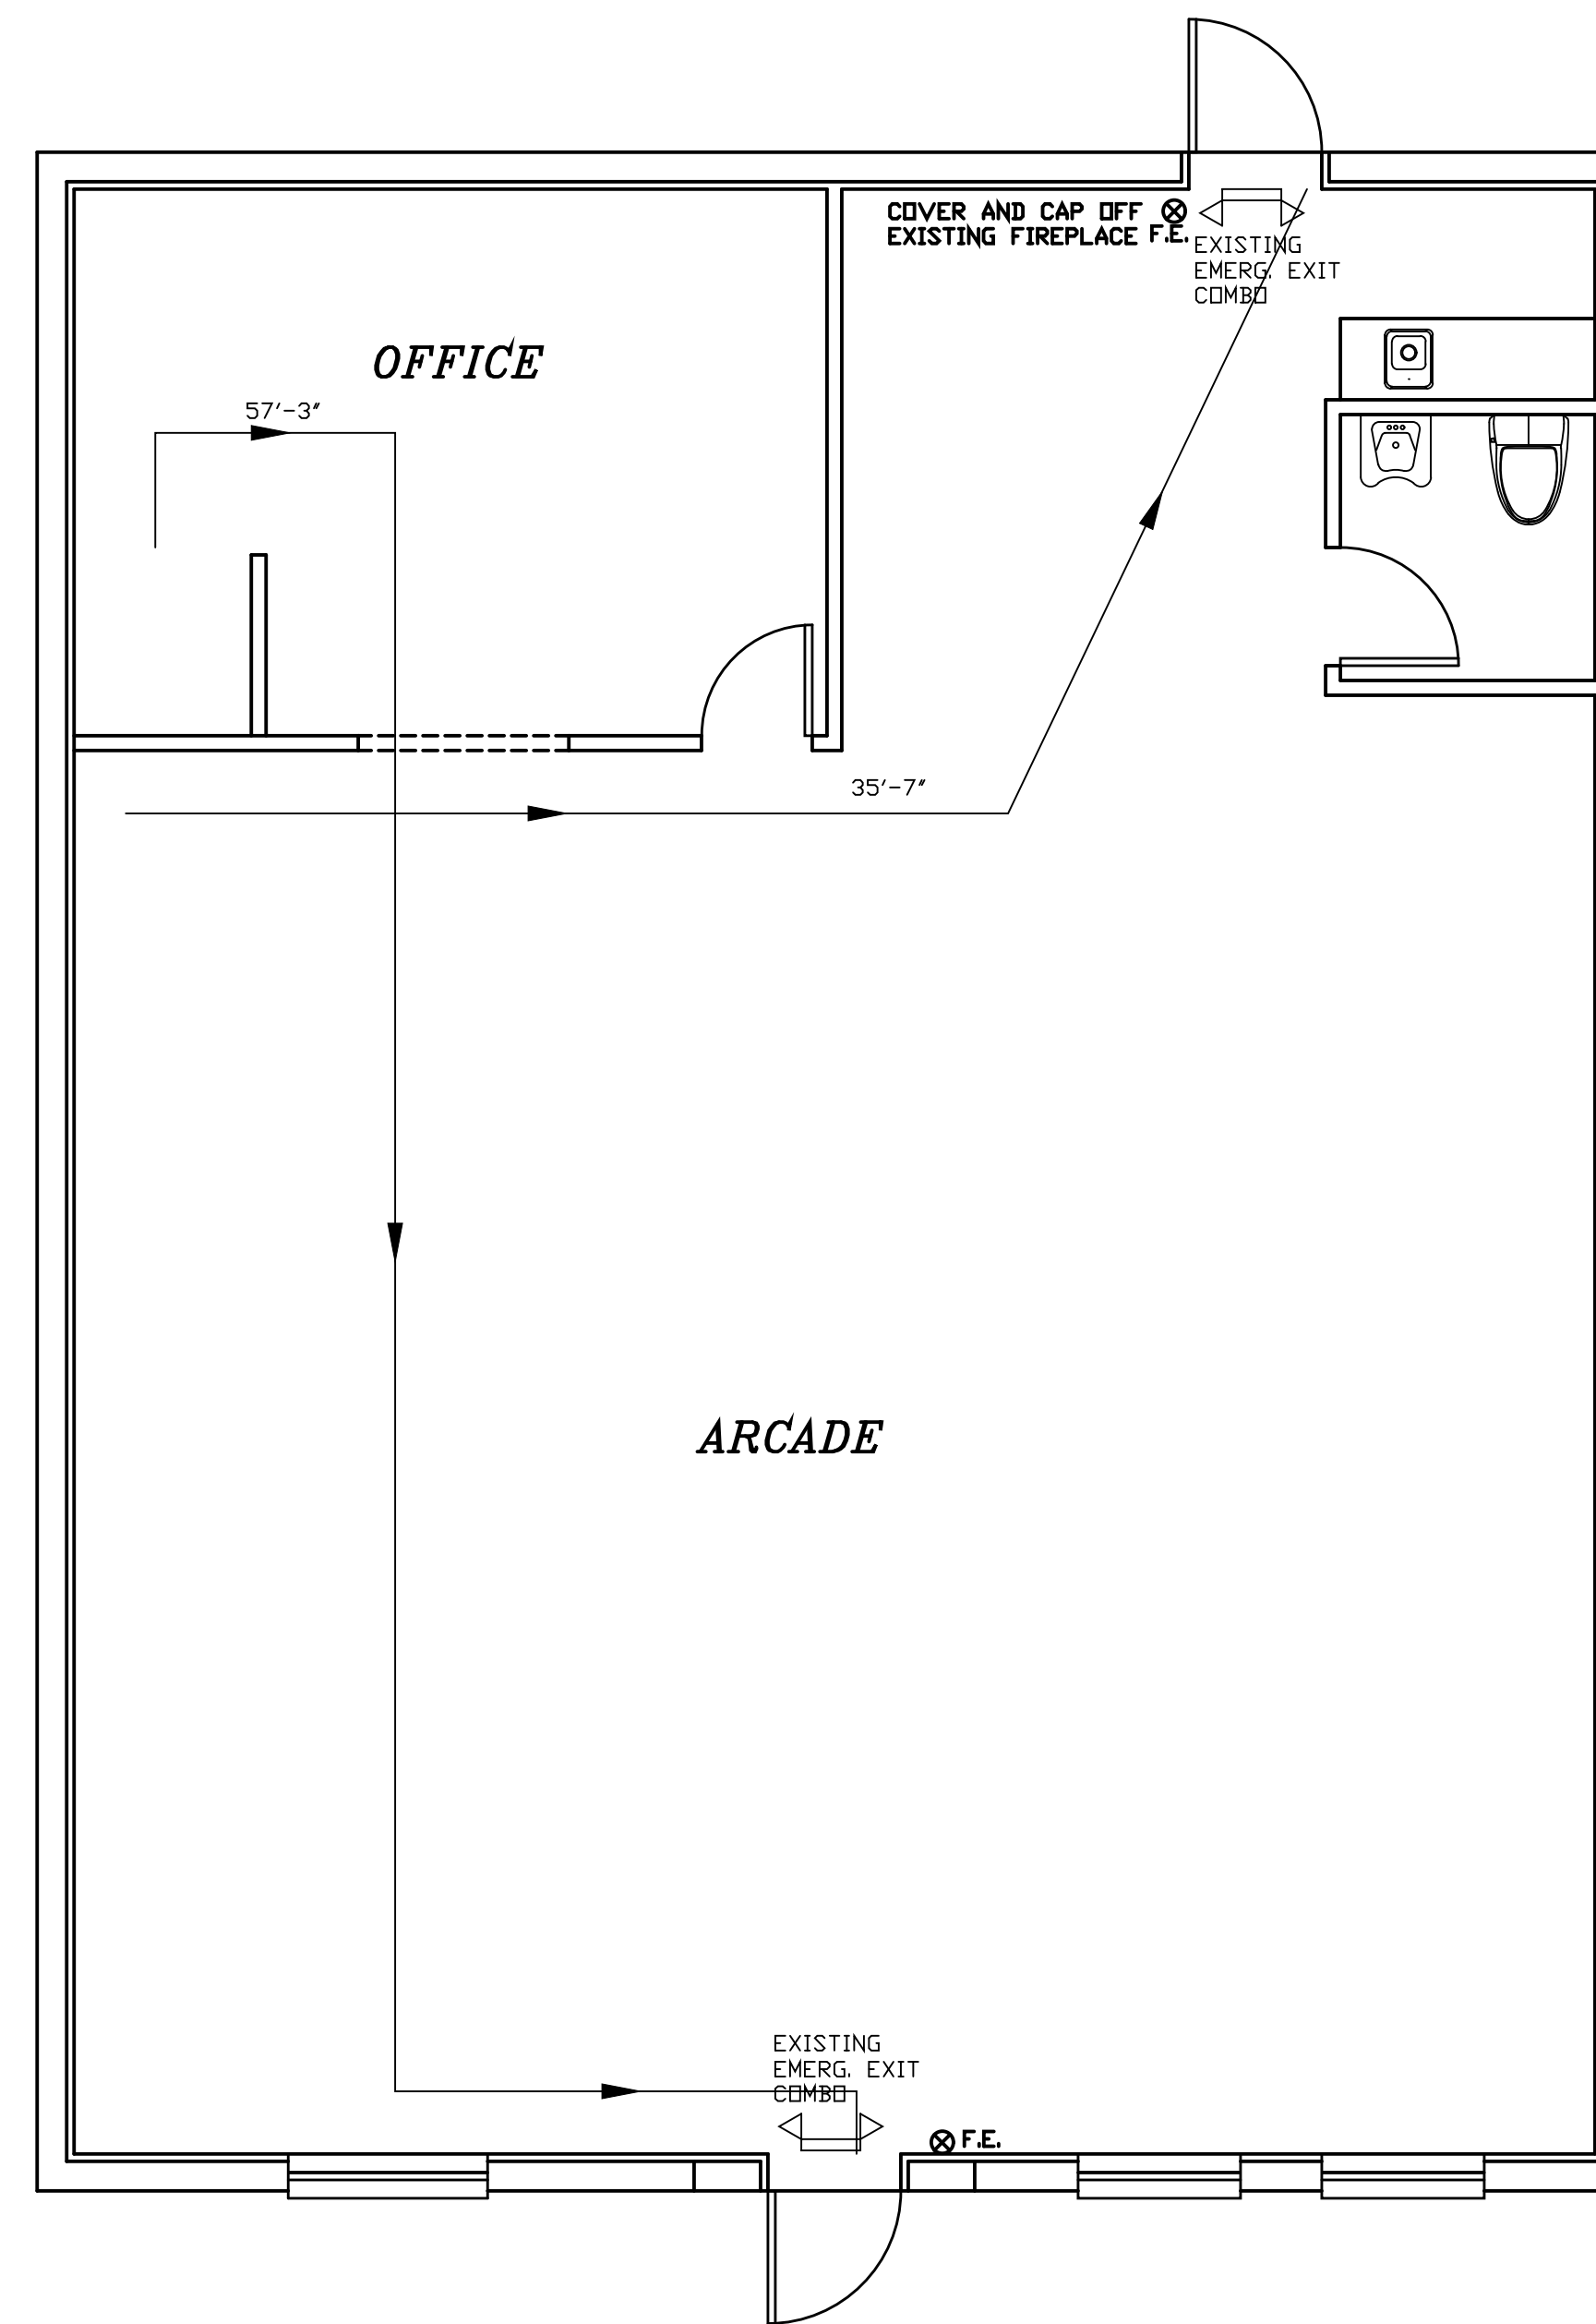 COVER AND CAP OFF
EXISTING FIREPLACE F.E.
EXISTING
EMERG. EXIT
COMBO
OFFICE
57'-3"
35'-7"
ARCADE
EXISTING
EMERG. EXIT
COMBO
F.E.